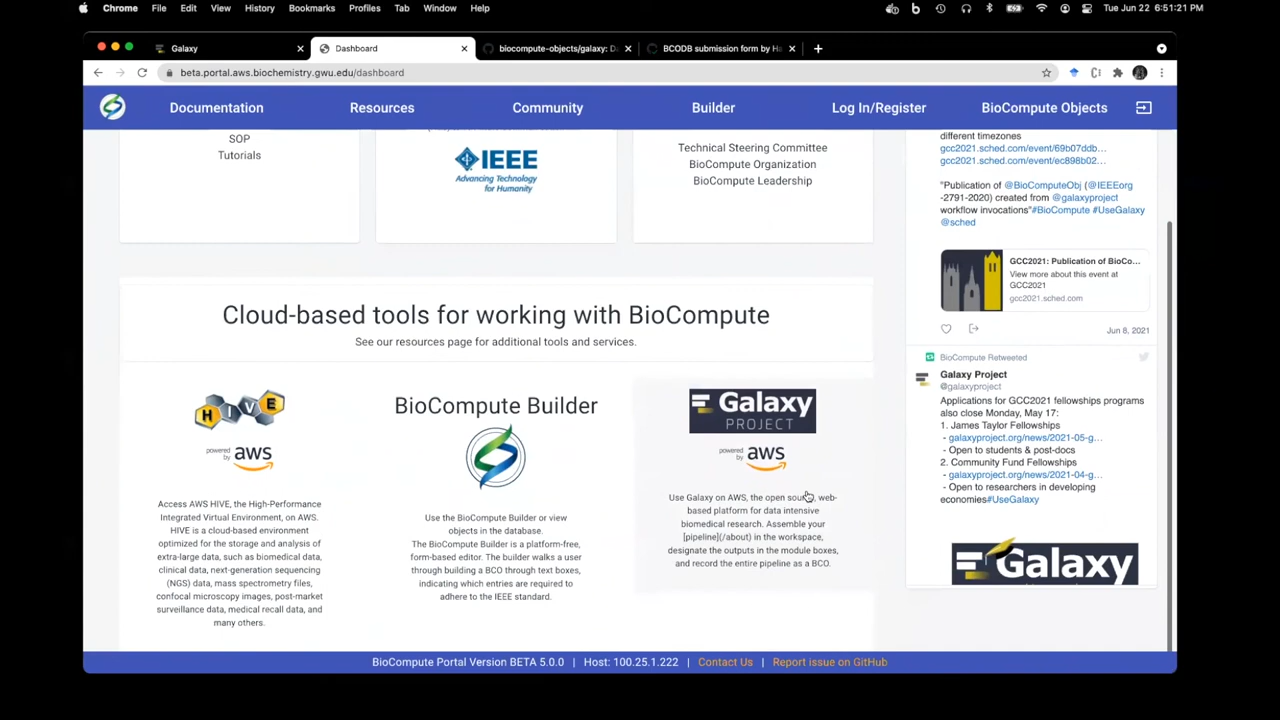 Chrome File Edit View History Bookmarks Profiles Tab Window Help Tue Jun 22 6:51:21 PM
Galaxy
Dashboard
biocompute-objects/galaxy: D
BCODB submission form by Ha
beta.portal.aws.biochemistry.gwu.edu/dashboard
Documentation Resources Community Builder Log In/Register BioCompute Objects
SOP
Tutorials
IEEE
Advancing Technology
for Humanity
Technical Steering Committee
BioCompute Organization
BioCompute Leadership
Cloud-based tools for working with BioCompute
See our resources page for additional tools and services.
HIVE
powered by aws
Access AWS HIVE, the High-Performance
Integrated Virtual Environment, on AWS.
HIVE is a cloud-based environment
optimized for the storage and analysis of
extra-large data, such as biomedical data,
clinical data, next-generation sequencing
(NGS) data, mass spectrometry files,
confocal microscopy images, post-market
surveillance data, medical recall data, and
many others.
BioCompute Builder
Use the BioCompute Builder or view
objects in the database.
The BioCompute Builder is a platform-free,
form-based editor. The builder walks a user
through building a BCO through text boxes,
indicating which entries are required to
adhere to the IEEE standard.
Galaxy
PROJECT
powered by aws
Use Galaxy on AWS, the open source, web-
based platform for data intensive
biomedical research. Assemble your
[pipeline](/about) in the workspace,
designate the outputs in the module boxes,
and record the entire pipeline as a BCO.
different timezones
gcc2021.sched.com/event/69b07ddb…
gcc2021.sched.com/event/ec898b02…
"Publication of @BioComputeObj (@IEEEorg
-2791-2020) created from @galaxyproject
workflow invocations"#BioCompute #UseGalaxy
@sched
GCC2021: Publication of BioCo…
View more about this event at
GCC2021
gcc2021.sched.com
Jun 8, 2021
BioCompute Retweeted
Galaxy Project
@galaxyproject
Applications for GCC2021 fellowships programs
also close Monday, May 17:
1. James Taylor Fellowships
- galaxyproject.org/news/2021-05-g…
- Open to students & post-docs
2. Community Fund Fellowships
- galaxyproject.org/news/2021-04-g…
- Open to researchers in developing
economies#UseGalaxy
Galaxy
BioCompute Portal Version BETA 5.0.0 | Host: 100.25.1.222 | Contact Us | Report issue on GitHub